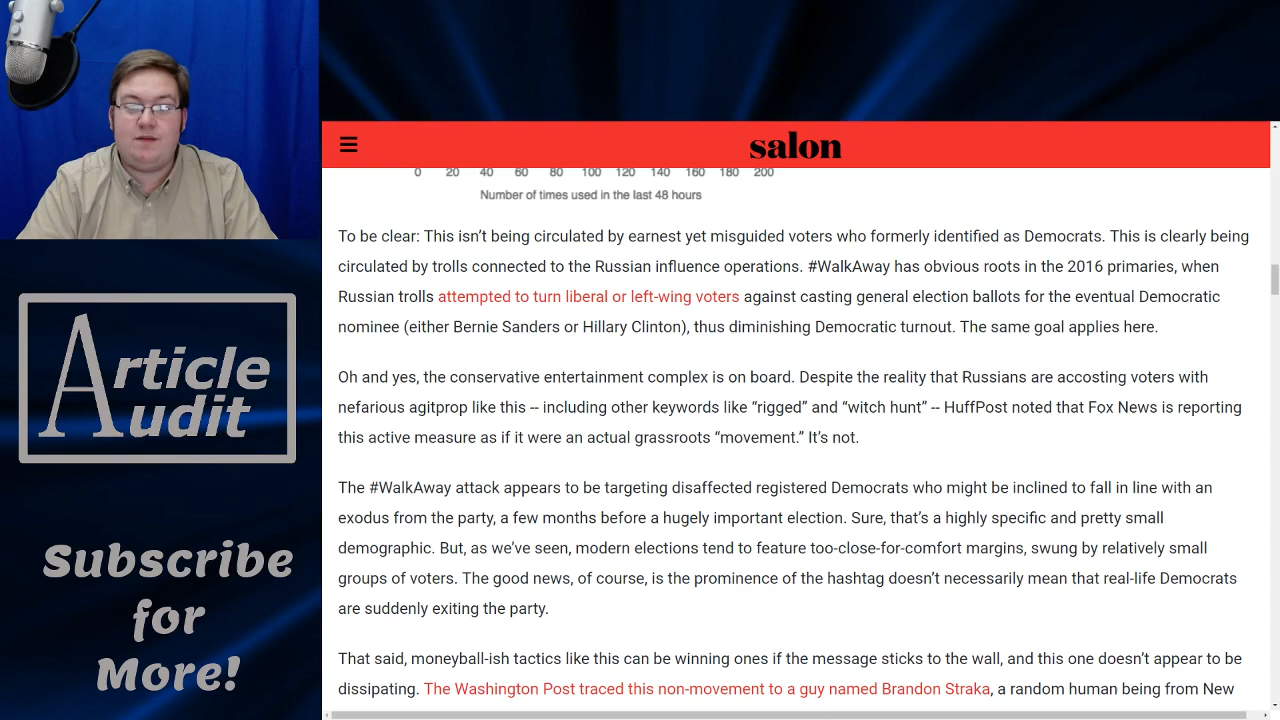 salon
0 20 40 60 80 100 120 140 160 180 200
Number of times used in the last 48 hours
To be clear: This isn’t being circulated by earnest yet misguided voters who formerly identified as Democrats. This is clearly being
circulated by trolls connected to the Russian influence operations. #WalkAway has obvious roots in the 2016 primaries, when
Russian trolls attempted to turn liberal or left-wing voters against casting general election ballots for the eventual Democratic
nominee (either Bernie Sanders or Hillary Clinton), thus diminishing Democratic turnout. The same goal applies here.
Oh and yes, the conservative entertainment complex is on board. Despite the reality that Russians are accosting voters with
nefarious agitprop like this -- including other keywords like “rigged” and “witch hunt” -- HuffPost noted that Fox News is reporting
this active measure as if it were an actual grassroots “movement.” It’s not.
The #WalkAway attack appears to be targeting disaffected registered Democrats who might be inclined to fall in line with an
exodus from the party, a few months before a hugely important election. Sure, that’s a highly specific and pretty small
demographic. But, as we’ve seen, modern elections tend to feature too-close-for-comfort margins, swung by relatively small
groups of voters. The good news, of course, is the prominence of the hashtag doesn’t necessarily mean that real-life Democrats
are suddenly exiting the party.
That said, moneyball-ish tactics like this can be winning ones if the message sticks to the wall, and this one doesn’t appear to be
dissipating. The Washington Post traced this non-movement to a guy named Brandon Straka, a random human being from New
Article
Audit
Subscribe
for
More!